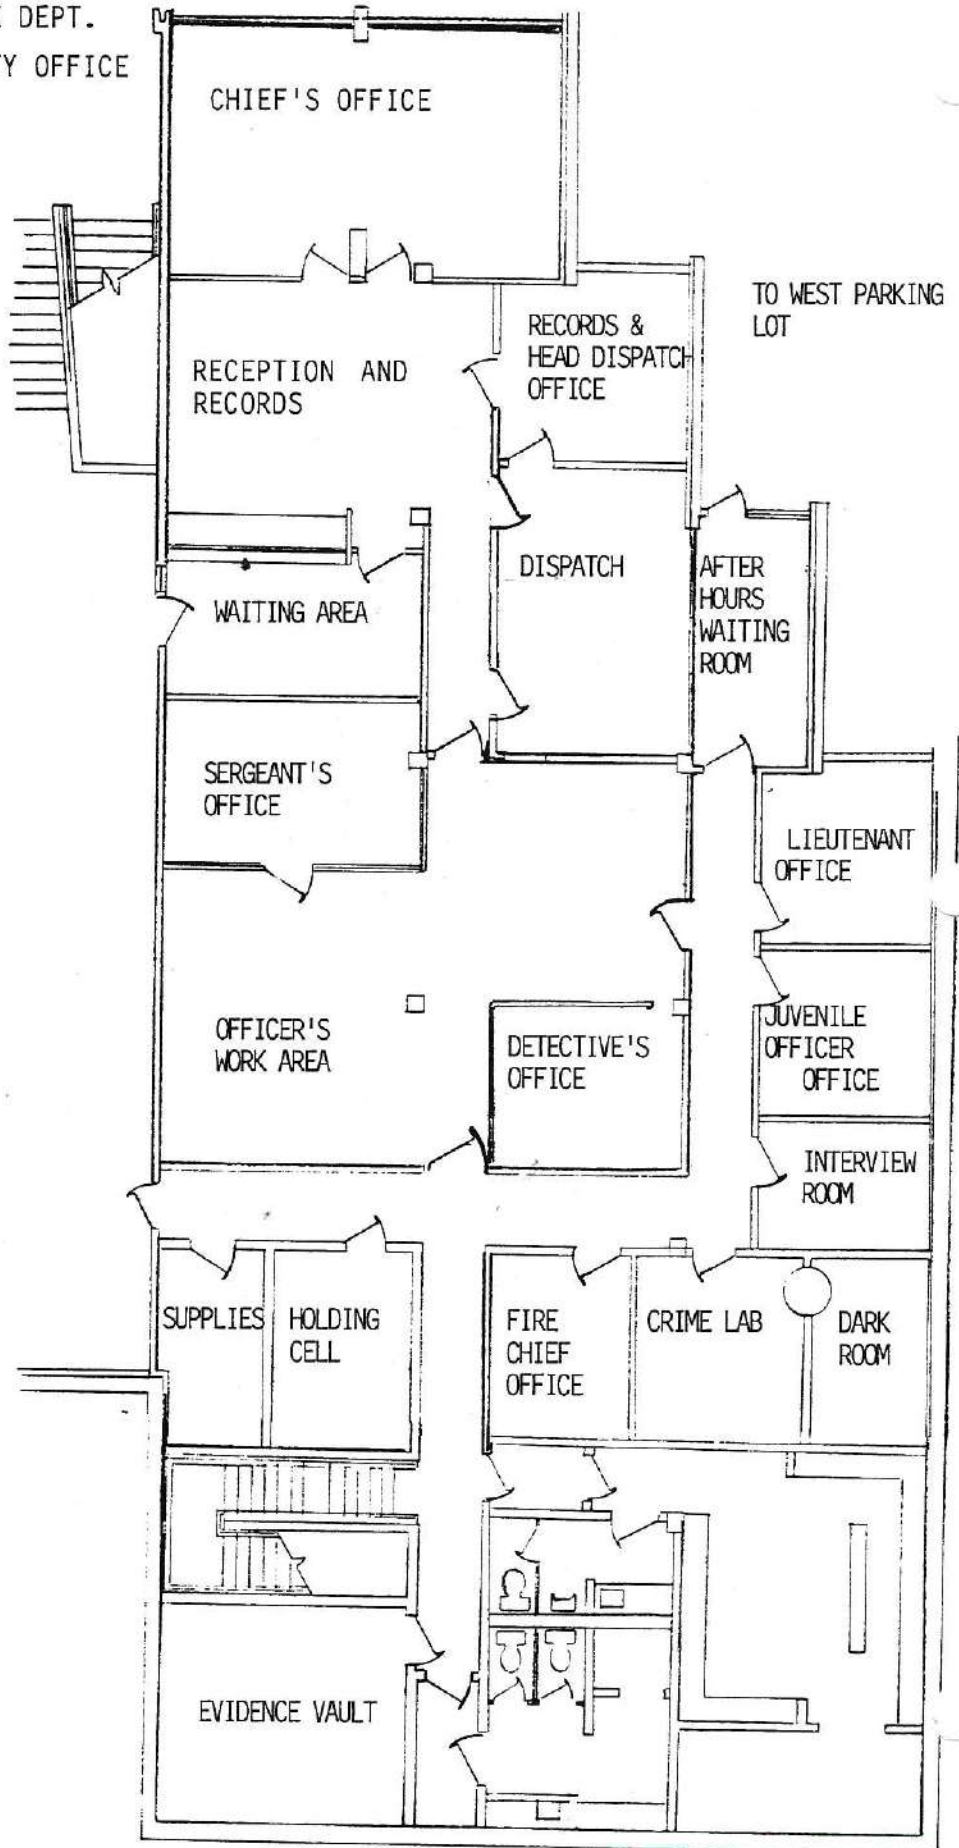 DEPT.
OFFICE
CHIEF'S OFFICE
TO WEST PARKING
LOT
RECORDS &
HEAD DISPATCH
OFFICE
RECEPTION AND
RECORDS
DISPATCH
AFTER
HOURS
WAITING
ROOM
WAITING AREA
SERGEANT'S
OFFICE
LIEUTENANT
OFFICE
OFFICER'S
WORK AREA
DETECTIVE'S
OFFICE
JUVENILE
OFFICER
OFFICE
INTERVIEW
ROOM
SUPPLIES
HOLDING
CELL
FIRE
CHIEF
OFFICE
CRIME LAB
DARK
ROOM
EVIDENCE VAULT